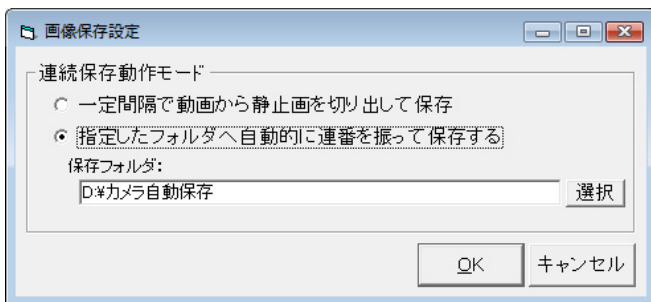 画像保存設定
連続保存動作モード
一定間隔で動画から静止画を切り出して保存
指定したフォルダへ自動的に連番を振って保存する
保存フォルダ:
D:¥カメラ自動保存
選択
OK
キャンセル